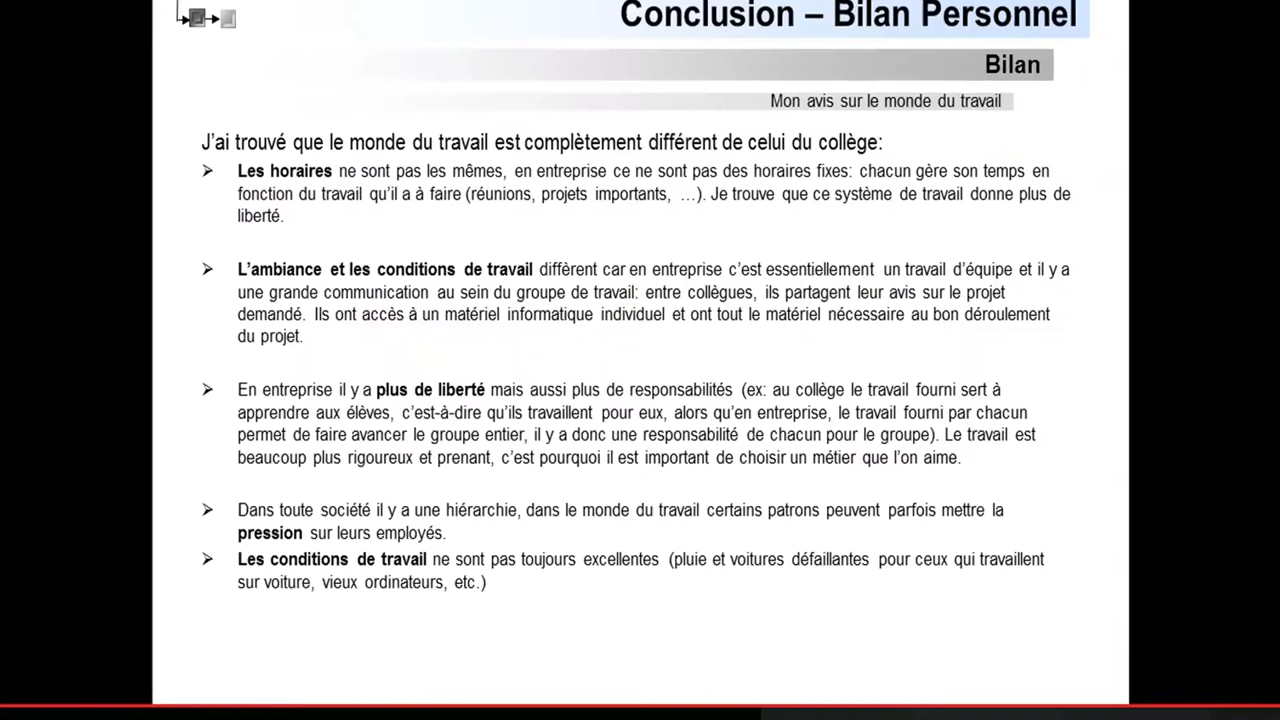 Conclusion – Bilan Personnel
Bilan
Mon avis sur le monde du travail
J’ai trouvé que le monde du travail est complètement différent de celui du collège:
➢ Les horaires ne sont pas les mêmes, en entreprise ce ne sont pas des horaires fixes: chacun gère son temps en
fonction du travail qu’il a à faire (réunions, projets importants, …). Je trouve que ce système de travail donne plus de
liberté.
➢ L’ambiance et les conditions de travail diffèrent car en entreprise c’est essentiellement un travail d’équipe et il y a
une grande communication au sein du groupe de travail: entre collègues, ils partagent leur avis sur le projet
demandé. Ils ont accès à un matériel informatique individuel et ont tout le matériel nécessaire au bon déroulement
du projet.
➢ En entreprise il y a plus de liberté mais aussi plus de responsabilités (ex: au collège le travail fourni sert à
apprendre aux élèves, c’est-à-dire qu’ils travaillent pour eux, alors qu’en entreprise, le travail fourni par chacun
permet de faire avancer le groupe entier, il y a donc une responsabilité de chacun pour le groupe). Le travail est
beaucoup plus rigoureux et prenant, c’est pourquoi il est important de choisir un métier que l’on aime.
➢ Dans toute société il y a une hiérarchie, dans le monde du travail certains patrons peuvent parfois mettre la
pression sur leurs employés.
➢ Les conditions de travail ne sont pas toujours excellentes (pluie et voitures défaillantes pour ceux qui travaillent
sur voiture, vieux ordinateurs, etc.)